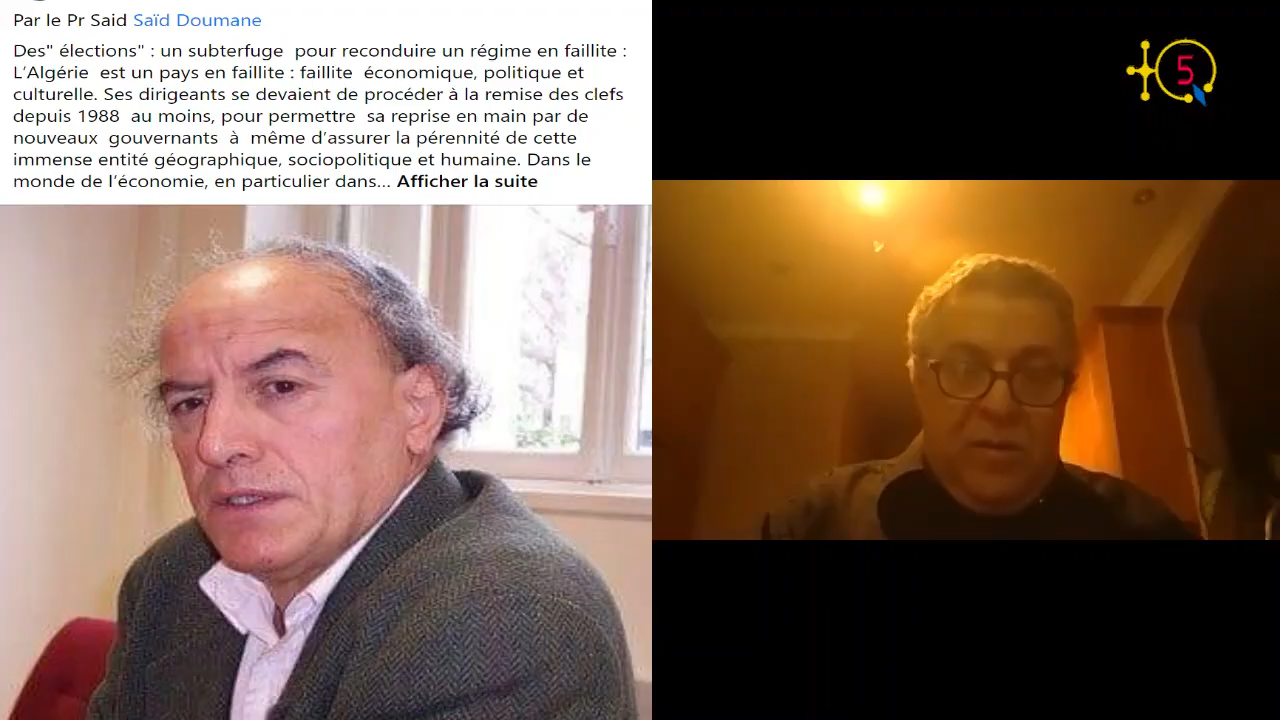 Par le Pr Said Saïd Doumane
Des" élections" : un subterfuge pour reconduire un régime en faillite :
L'Algérie est un pays en faillite : faillite économique, politique et
culturelle. Ses dirigeants se devaient de procéder à la remise des clefs
depuis 1988 au moins, pour permettre sa reprise en main par de
nouveaux gouvernants à même d'assurer la pérennité de cette
immense entité géographique, sociopolitique et humaine. Dans le
monde de l'économie, en particulier dans... Afficher la suite
5